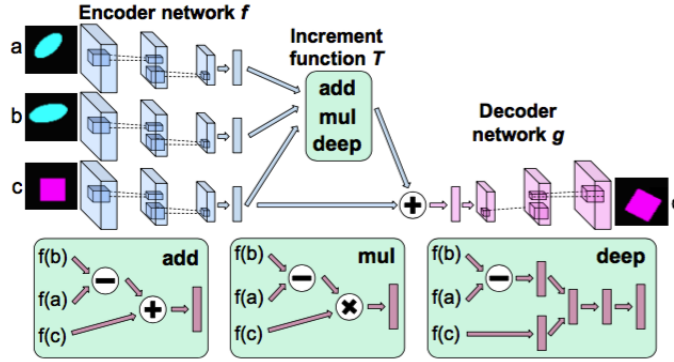 Encoder network f
a
b
c
Increment
function T
add
mul
deep
Decoder
network g
f(b)
f(a)
f(c)
add
f(b)
f(a)
f(c)
mul
f(b)
f(a)
f(c)
deep